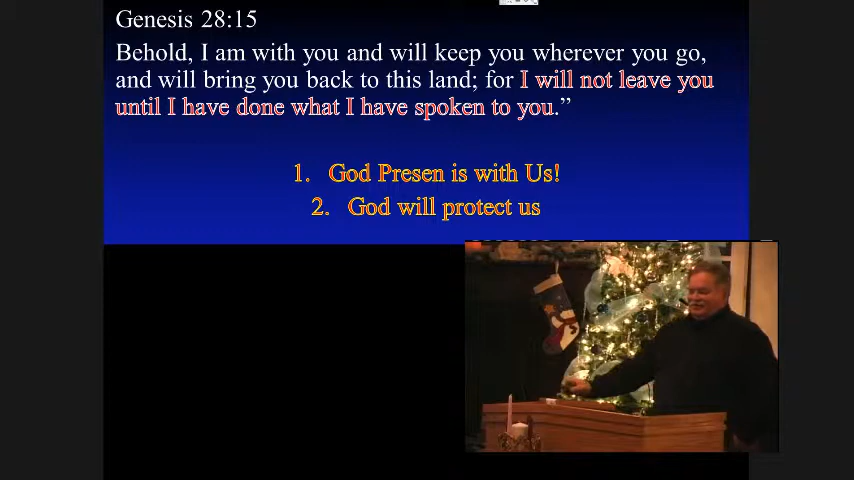 Genesis 28:15
Behold, I am with you and will keep you wherever you go,
and will bring you back to this land; for I will not leave you
until I have done what I have spoken to you.”
1. God Presen is with Us!
2. God will protect us